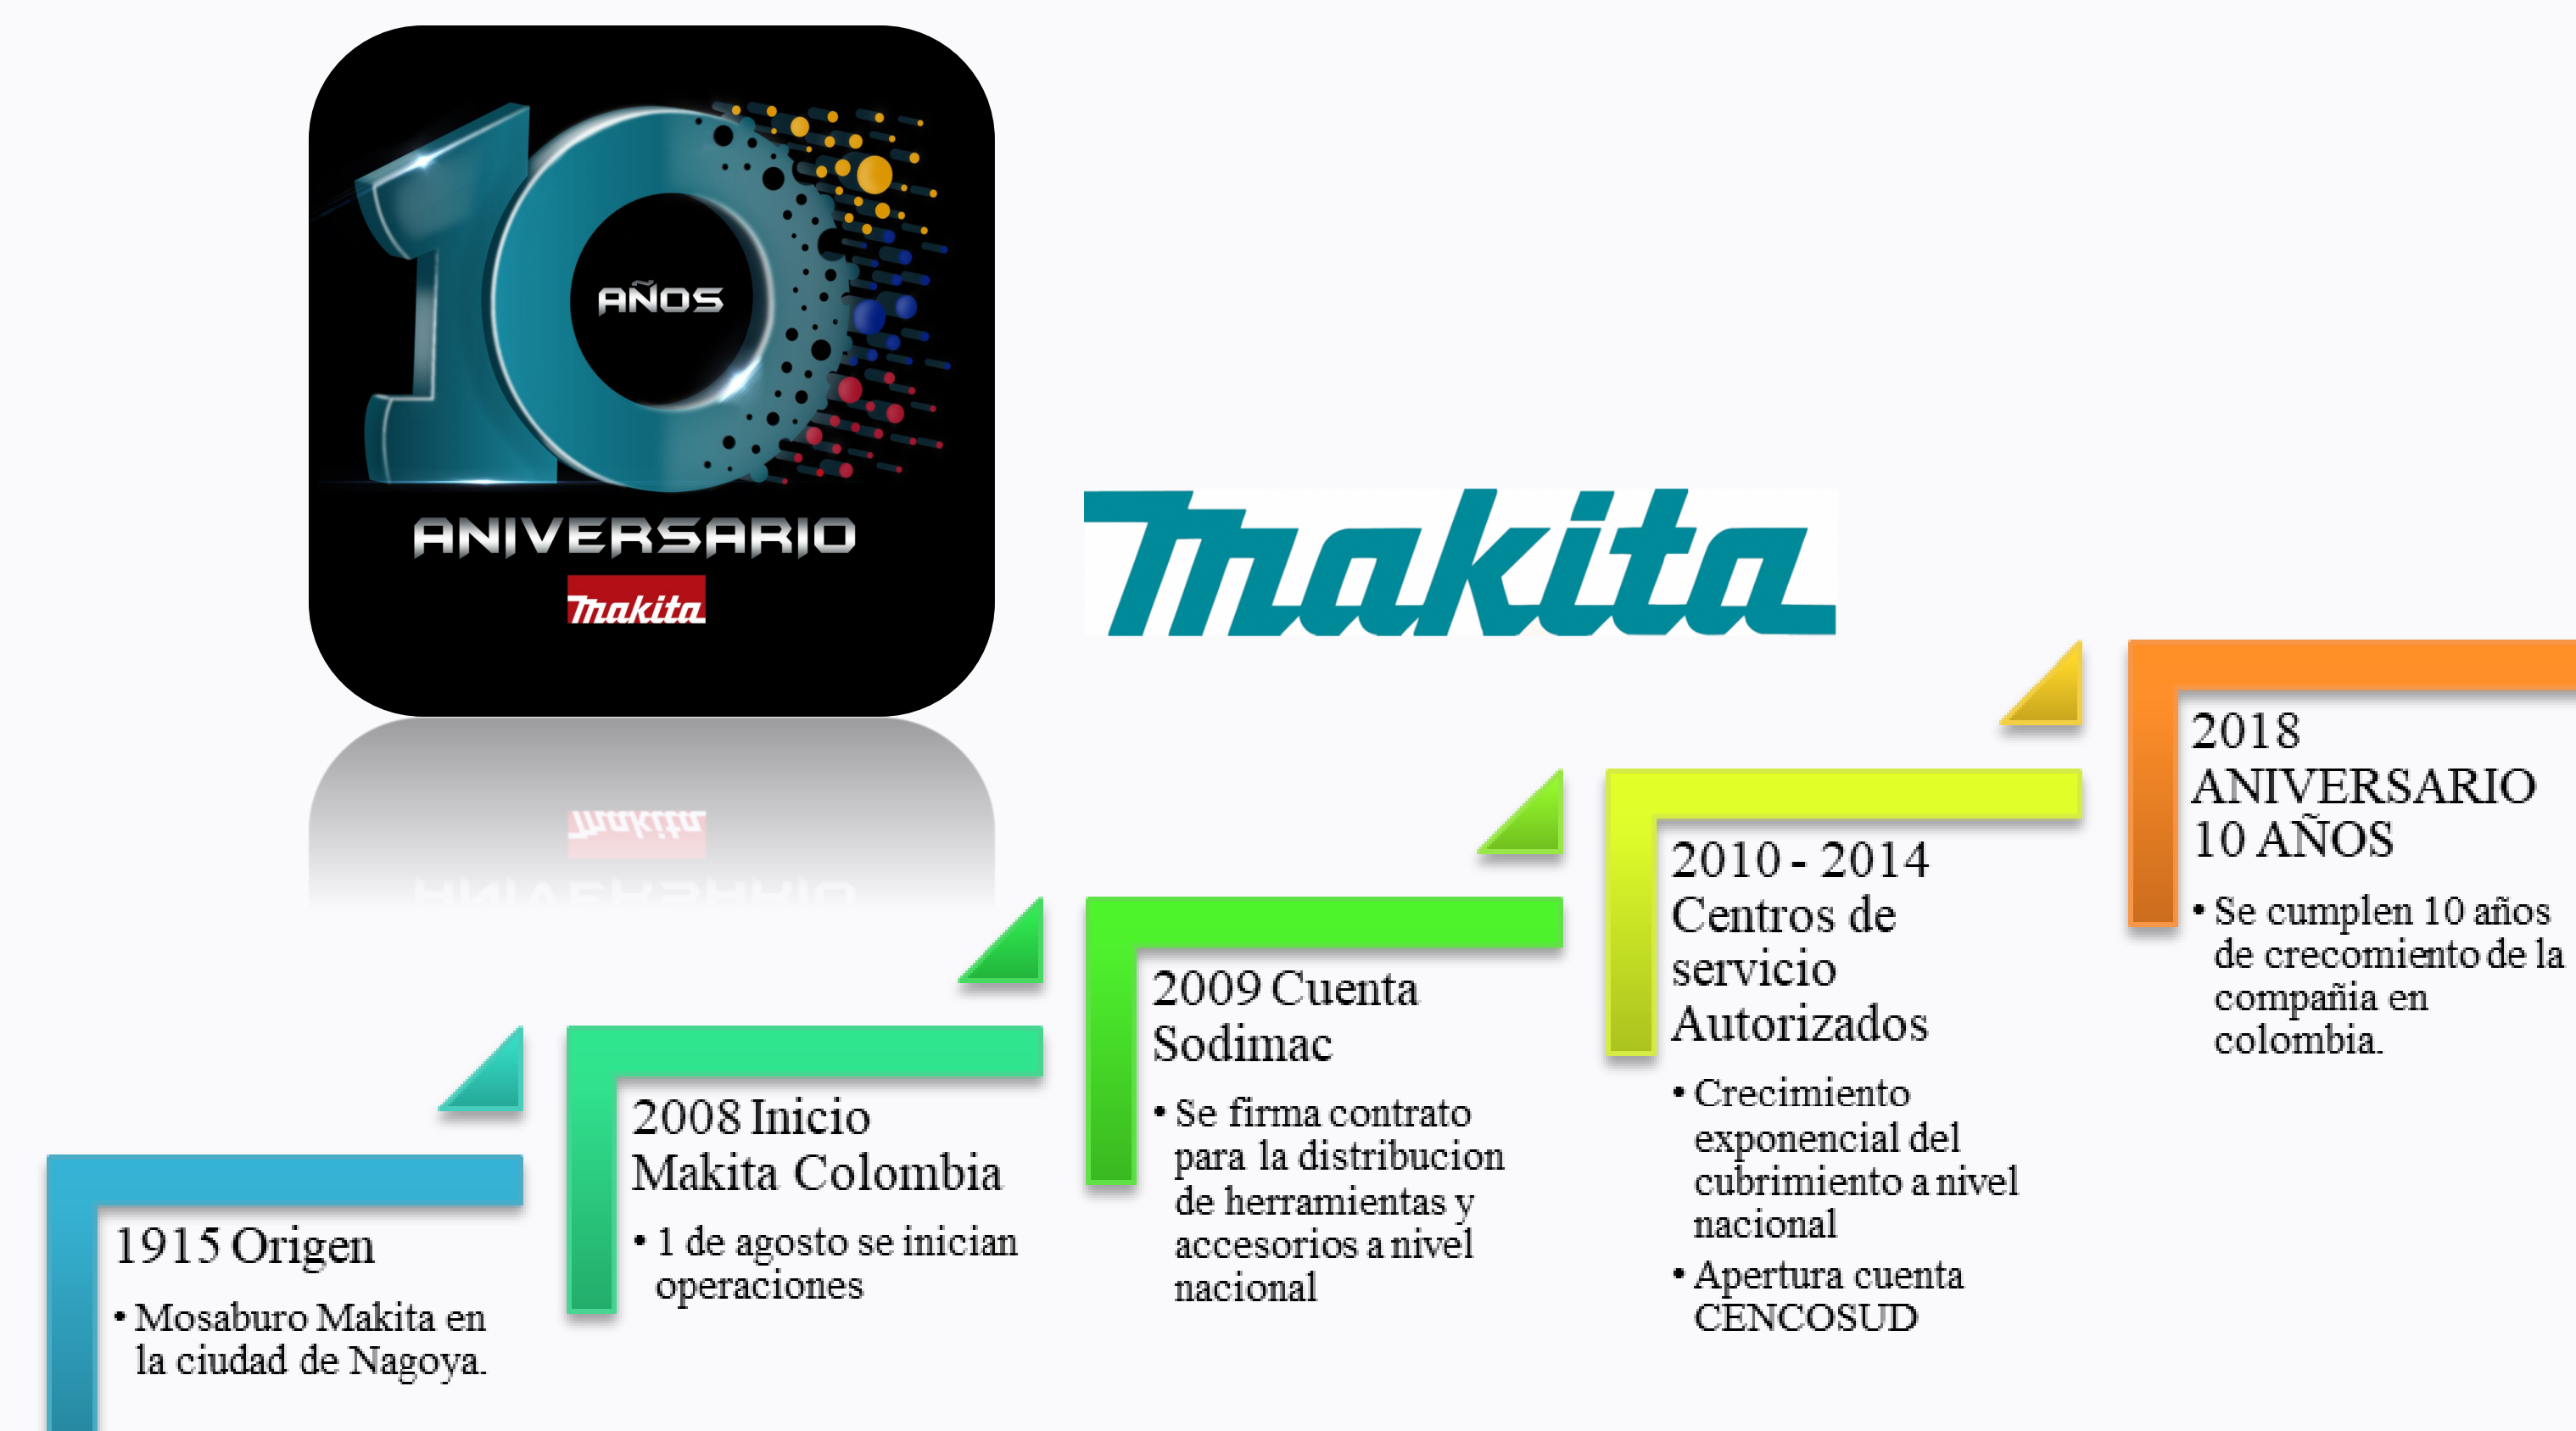 10
AÑOS
ANIVERSARIO
makita
makita
1915 Origen
• Mosaburo Makita en
la ciudad de Nagoya.
2008 Inicio
Makita Colombia
• 1 de agosto se inician
operaciones
2009 Cuenta
Sodimac
• Se firma contrato
para la distribucion
de herramientas y
accesorios a nivel
nacional
2010 - 2014
Centros de
servicio
Autorizados
• Crecimiento
exponencial del
cubrimiento a nivel
nacional
• Apertura cuenta
CENCOSUD
2018
ANIVERSARIO
10 AÑOS
• Se cumplen 10 años
de crecomiento de la
compañia en
colombia.